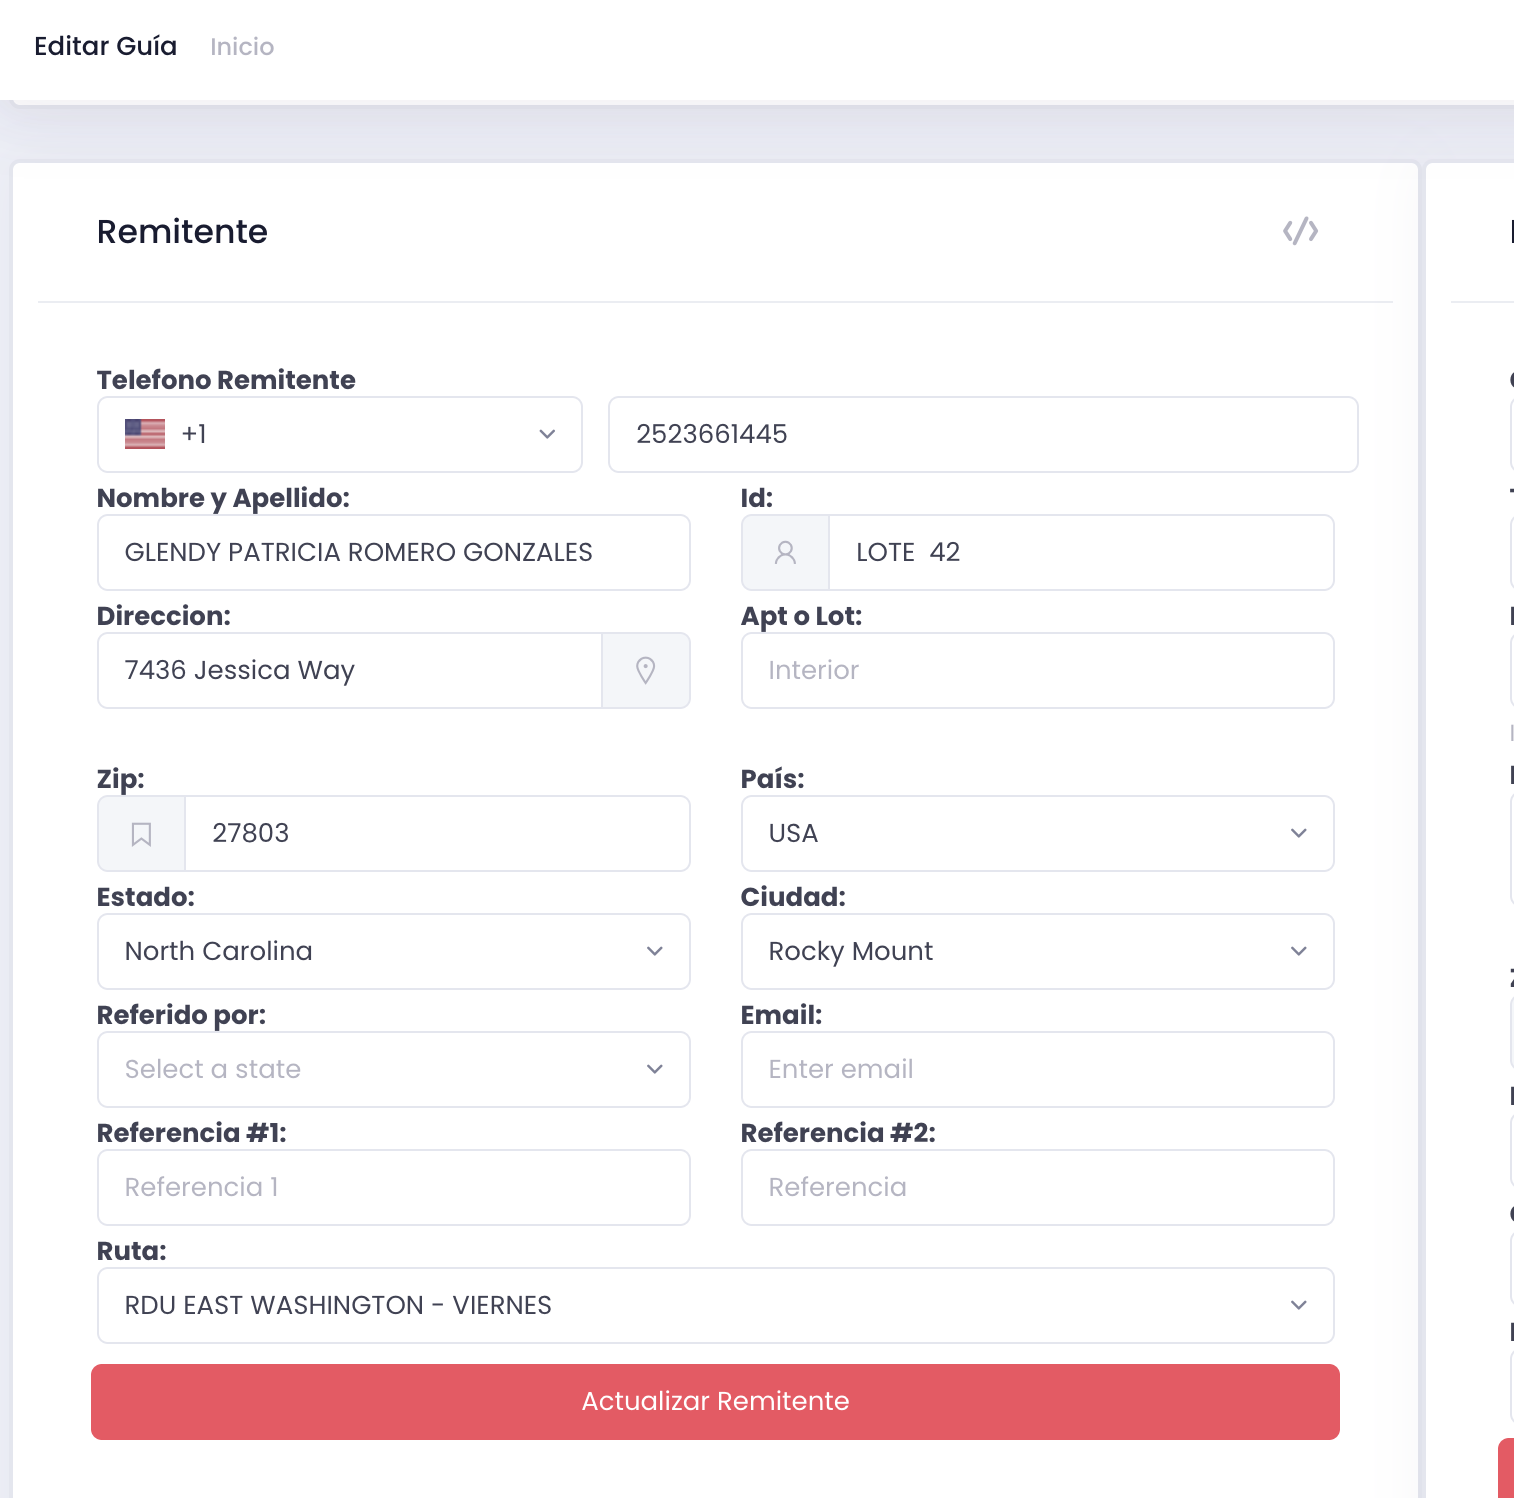 Editar Guía Inicio
Remitente
Telefono Remitente
+1 2523661445
Nombre y Apellido: Id:
GLENDY PATRICIA ROMERO GONZALES LOTE  42
Direccion: Apt o Lot:
7436 Jessica Way Interior
Zip: País:
27803 USA
Estado: Ciudad:
North Carolina Rocky Mount
Referido por: Email:
Select a state Enter email
Referencia #1: Referencia #2:
Referencia 1 Referencia
Ruta:
RDU EAST WASHINGTON - VIERNES
Actualizar Remitente